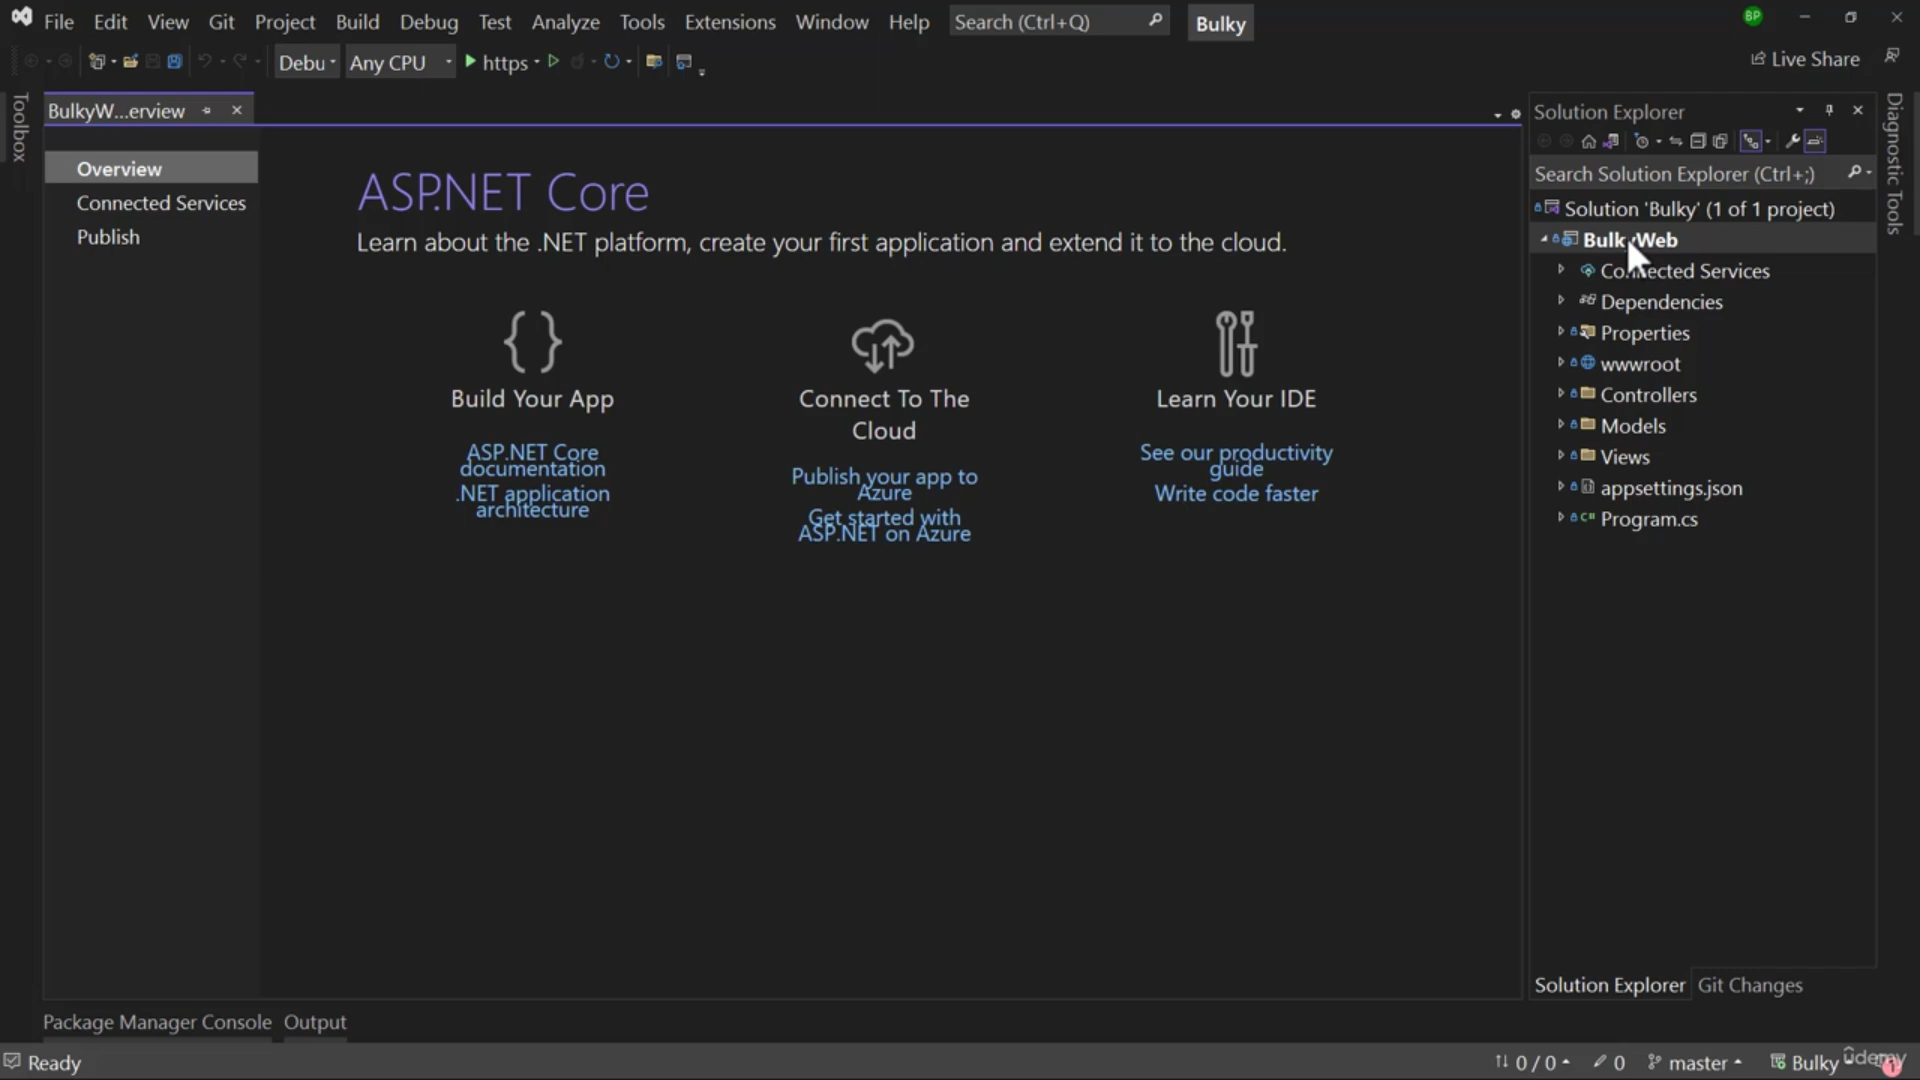 File Edit View Git Project Build Debug Test Analyze Tools Extensions Window Help Search (Ctrl+Q) Bulky
BP
Debu Any CPU https
Live Share
Toolbox
BulkyW...erview
Overview
Connected Services
Publish
ASP.NET Core
Learn about the .NET platform, create your first application and extend it to the cloud.
Build Your App
ASP.NET Core
documentation
.NET application
architecture
Connect To The
Cloud
Publish your app to
Azure
Get started with
ASP.NET on Azure
Learn Your IDE
See our productivity
guide
Write code faster
Solution Explorer
Search Solution Explorer (Ctrl+;)
Solution 'Bulky' (1 of 1 project)
BulkyWeb
Connected Services
Dependencies
Properties
wwwroot
Controllers
Models
Views
appsettings.json
C# Program.cs
Solution Explorer Git Changes
Diagnostic Tools
Package Manager Console Output
Ready
0 / 0 0 master Bulky
1
ûdemy